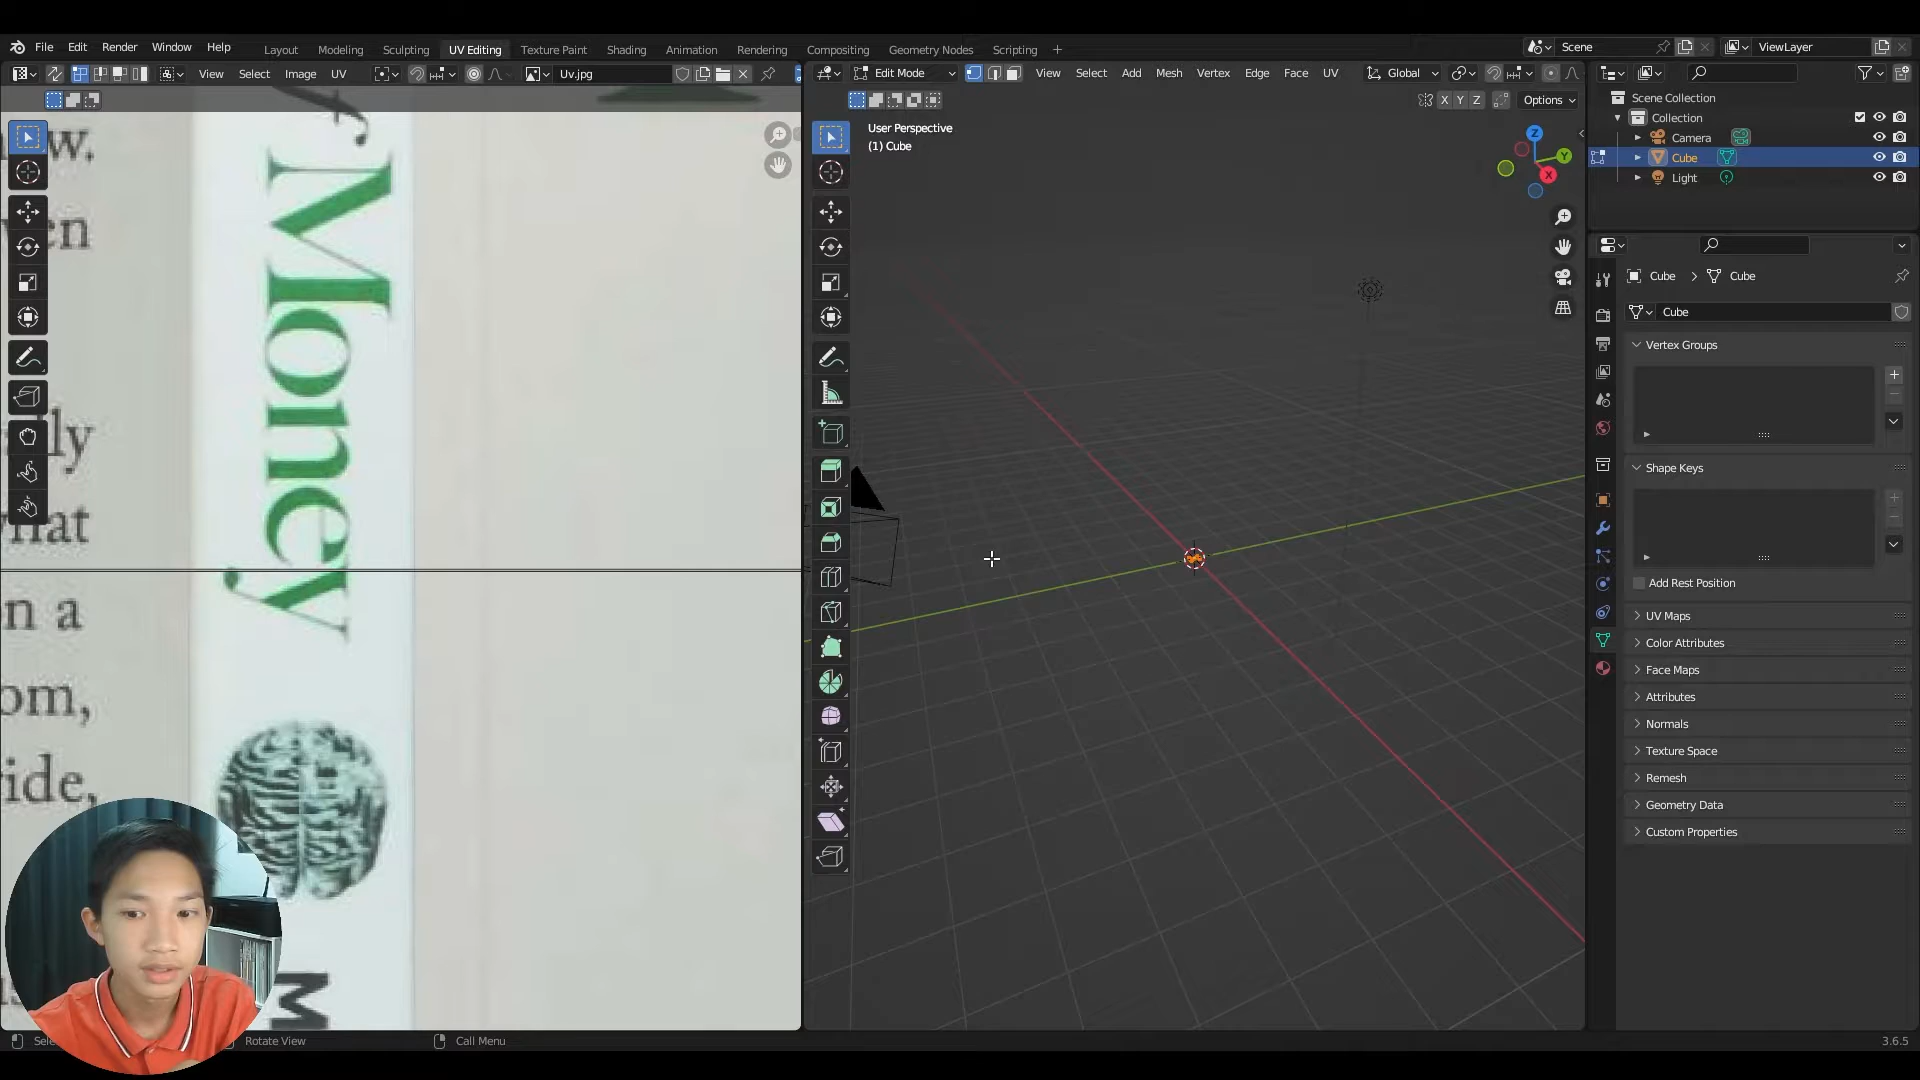 File Edit Render Window Help
Layout Modeling Sculpting UV Editing Texture Paint Shading Animation Rendering Compositing Geometry Nodes Scripting +
Scene
ViewLayer
View Select Image UV
Uv.jpg
Edit Mode
View Select Add Mesh Vertex Edge Face UV
Global
X Y Z
Options
User Perspective
(1) Cube
Z
Y
X
f Money
M
w.
en
ly
hat
n a
om,
ide,
Scene Collection
Collection
Camera
Cube
Light
Cube > Cube
Cube
Vertex Groups
Shape Keys
Add Rest Position
UV Maps
Color Attributes
Face Maps
Attributes
Normals
Texture Space
Remesh
Geometry Data
Custom Properties
Sele
Rotate View
Call Menu
3.6.5